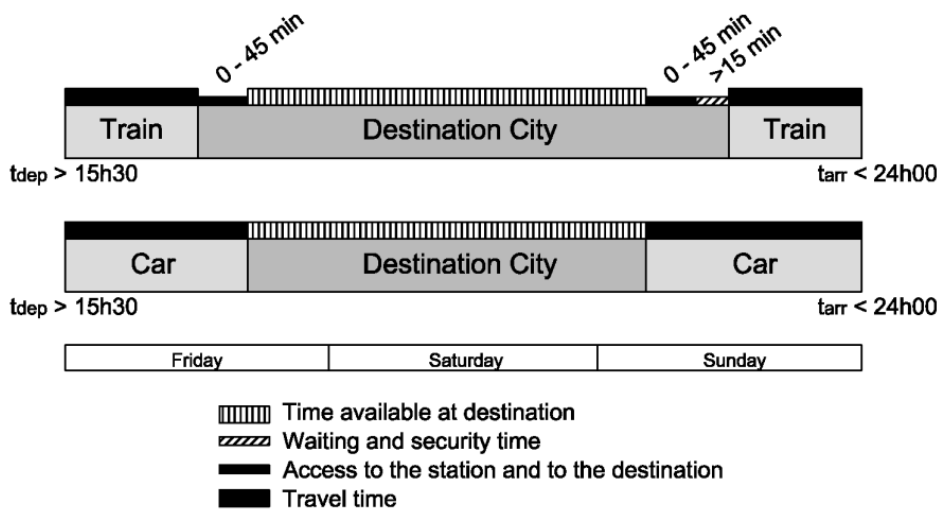 0 - 45 min
0 - 45 min
>15 min
Train
Destination City
Train
tdep > 15h30
tarr < 24h00
Car
Destination City
Car
tdep > 15h30
tarr < 24h00
Friday
Saturday
Sunday
Time available at destination
Waiting and security time
Access to the station and to the destination
Travel time